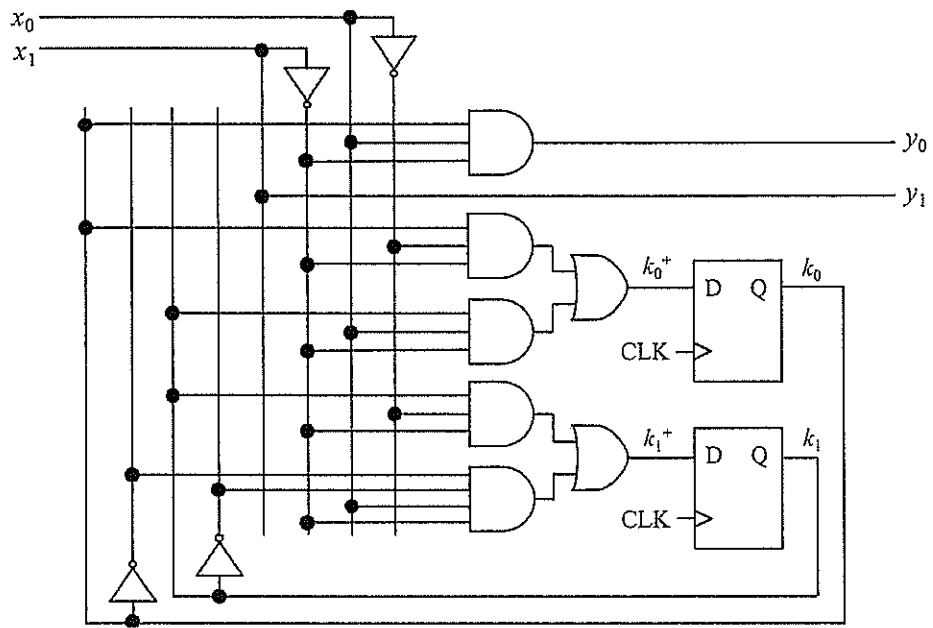 x₀
x₁
y₀
y₁
k₀⁺
D Q
k₀
CLK
k₁⁺
D Q
k₁
CLK